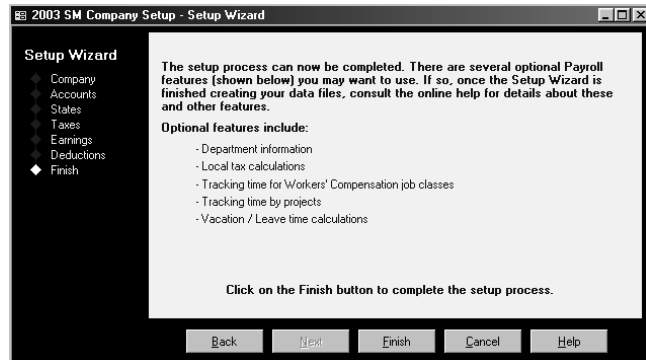 2003 SM Company Setup - Setup Wizard
Setup Wizard
Company
Accounts
States
Taxes
Earnings
Deductions
Finish
The setup process can now be completed. There are several optional Payroll
features (shown below) you may want to use. If so, once the Setup Wizard is
finished creating your data files, consult the online help for details about these
and other features.
Optional features include:
- Department information
- Local tax calculations
- Tracking time for Workers' Compensation job classes
- Tracking time by projects
- Vacation / Leave time calculations
Click on the Finish button to complete the setup process.
Back Next Finish Cancel Help